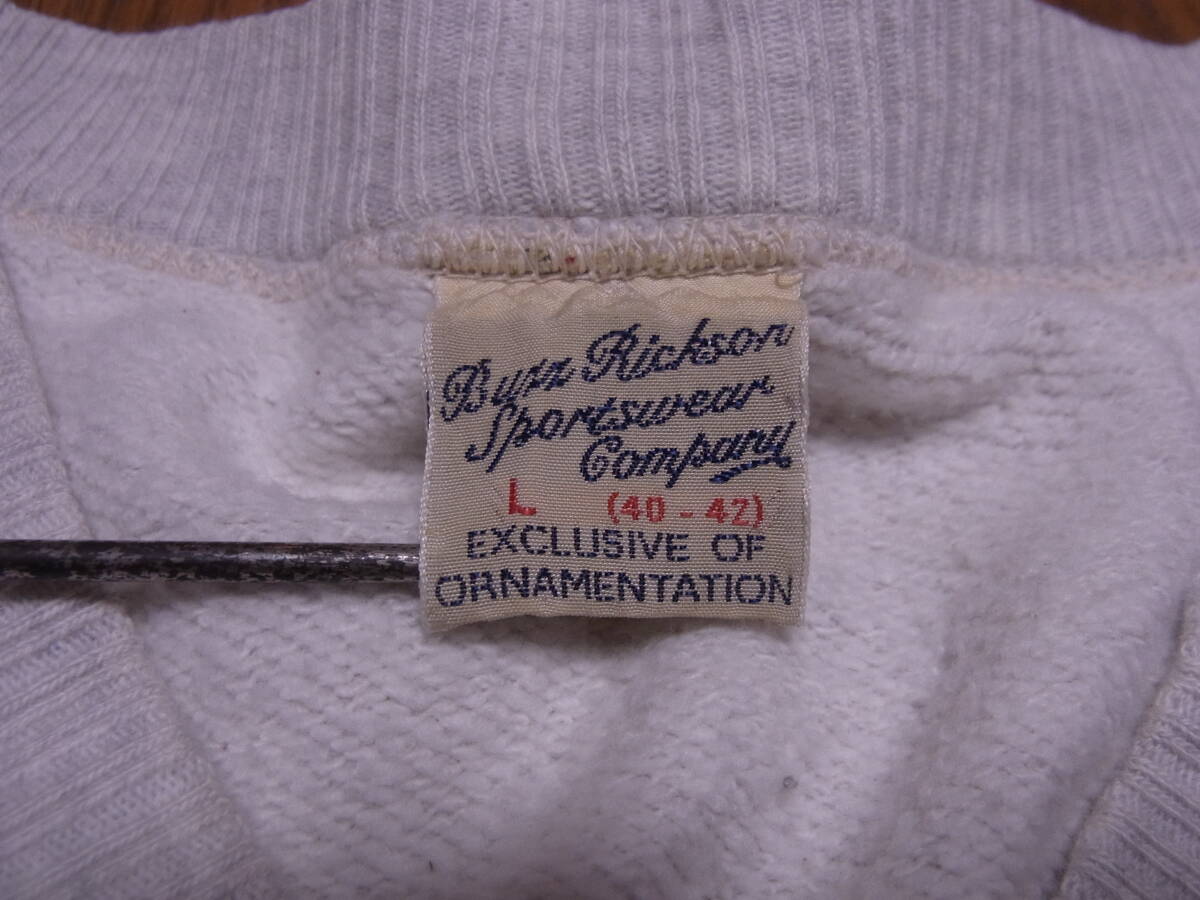 Buzz Rickson
Sportswear
Company
L (40 - 42)
EXCLUSIVE OF
ORNAMENTATION